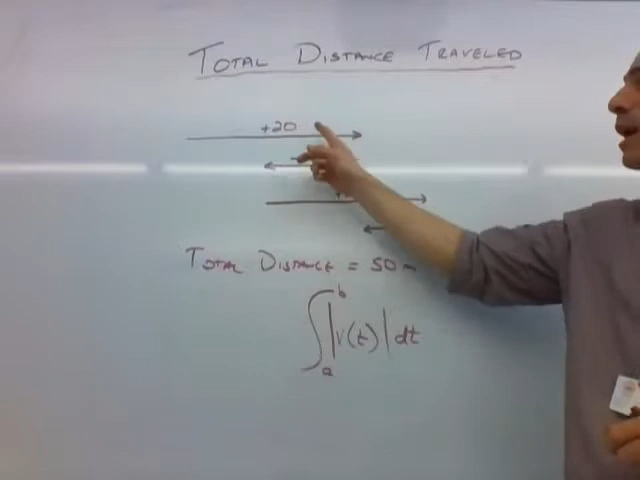 TOTAL DISTANCE TRAVELED
+20
TOTAL DISTANCE = 50 m
∫ₐᵇ |v(t)| dt